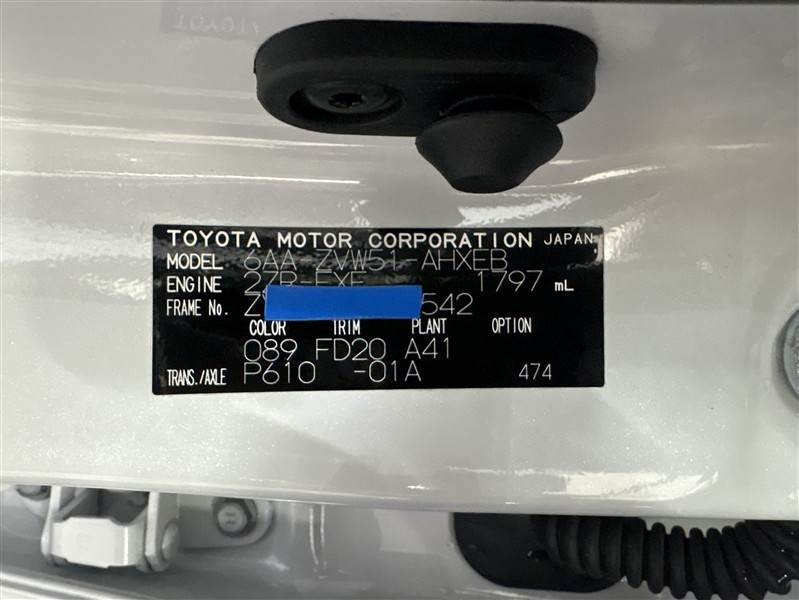 TOYOTA MOTOR CORPORATION JAPAN
MODEL 6AA-ZVW51-AHXEB
ENGINE 2ZR-FXE 1797 mL
FRAME No. 542
COLOR TRIM PLANT OPTION
089 FD20 A41
TRANS./AXLE P610 -01A 474